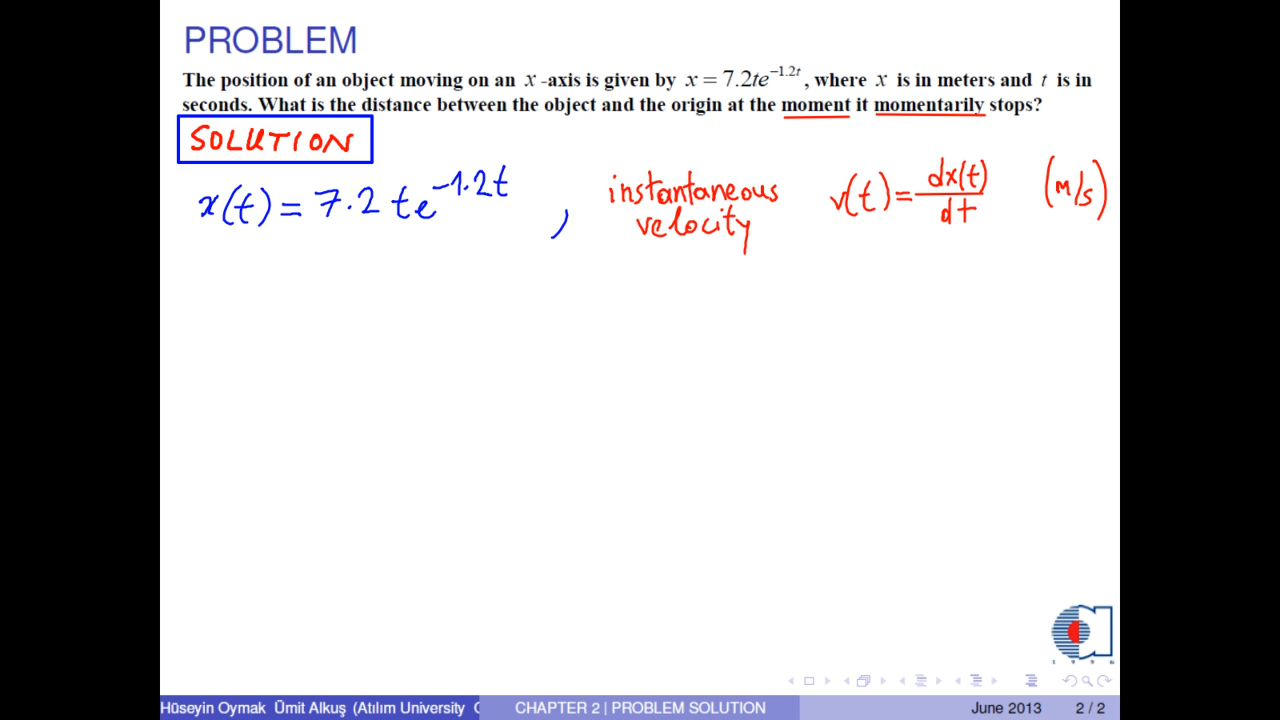 PROBLEM
The position of an object moving on an x -axis is given by x = 7.2te^{−1.2t}, where x is in meters and t is in
seconds. What is the distance between the object and the origin at the moment it momentarily stops?
SOLUTION
x(t) = 7.2 te^{−1.2t} , instantaneous velocity v(t) = dx(t)/dt (m/s)
1996
Hüseyin Oymak Ümit Alkuş (Atılım University C CHAPTER 2 | PROBLEM SOLUTION June 2013 2 / 2